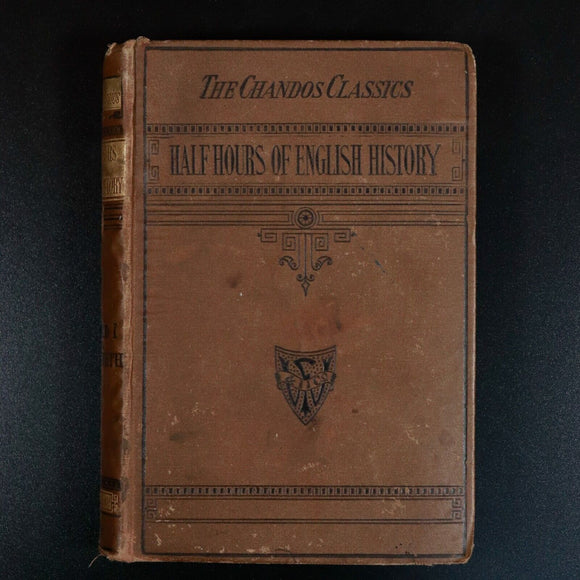 THE CHANDOS CLASSICS
HALF HOURS OF ENGLISH HISTORY